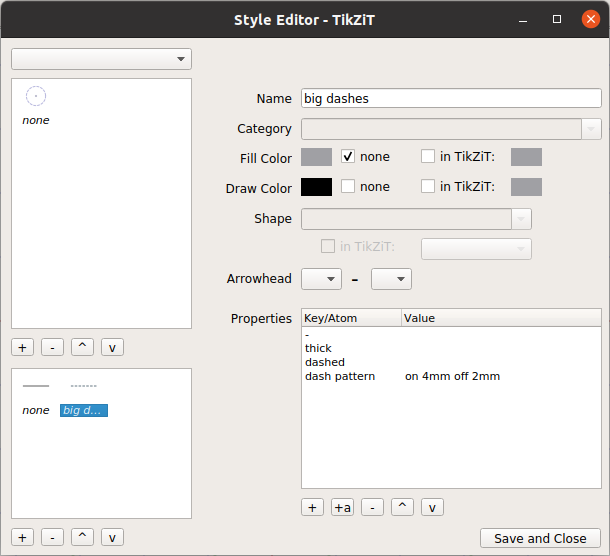 Style Editor - TikZiT
none
+ - ^ v
none big d...
+ - ^ v
Name big dashes
Category
Fill Color none in TikZiT:
Draw Color none in TikZiT:
Shape
in TikZiT:
Arrowhead –
Properties Key/Atom Value
-
thick
dashed
dash pattern on 4mm off 2mm
+ +a - ^ v
Save and Close